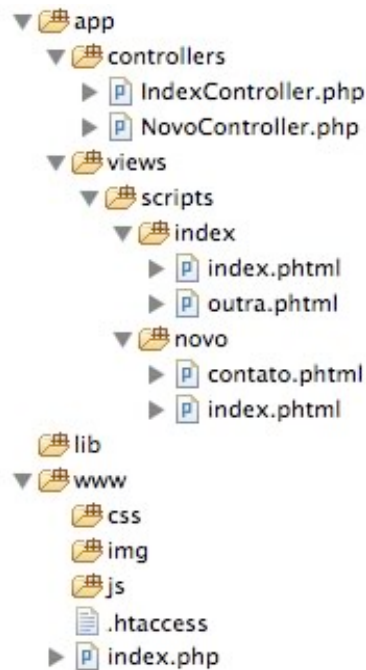 app
controllers
IndexController.php
NovoController.php
views
scripts
index
index.phtml
outra.phtml
novo
contato.phtml
index.phtml
lib
www
css
img
js
.htaccess
index.php